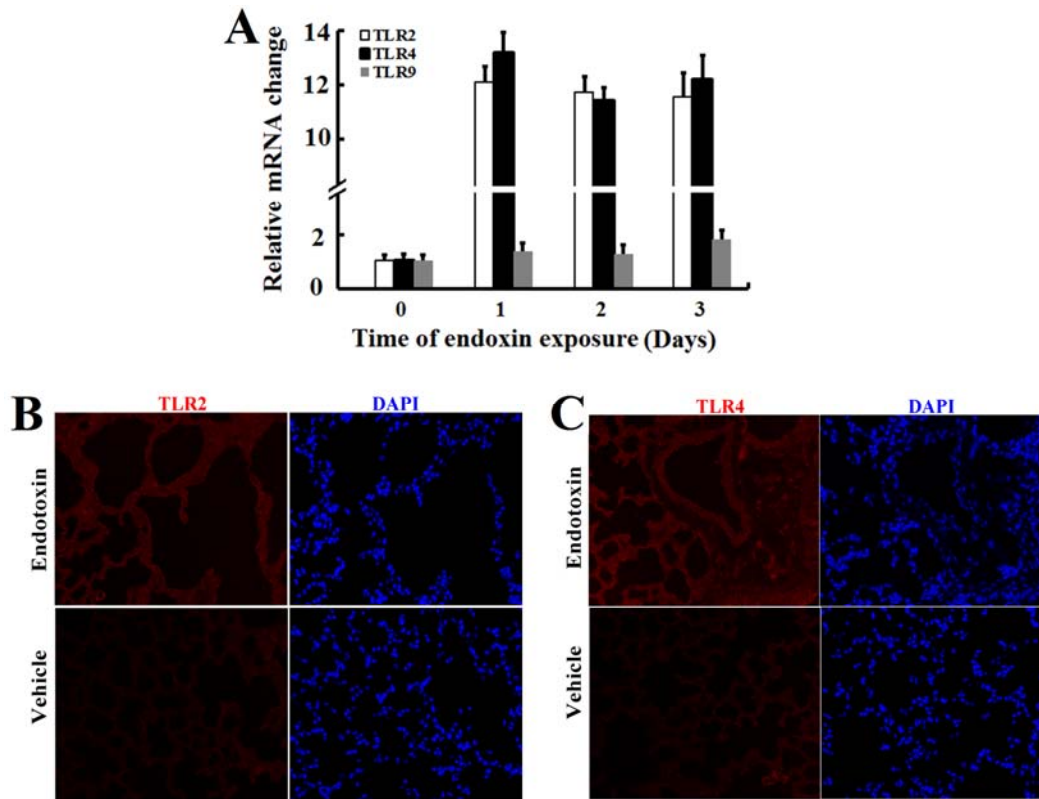 A
TLR2
TLR4
TLR9
Relative mRNA change
14
12
10
2
0
0 1 2 3
Time of endoxin exposure (Days)
B
TLR2 DAPI
Endotoxin
Vehicle
C
TLR4 DAPI
Endotoxin
Vehicle